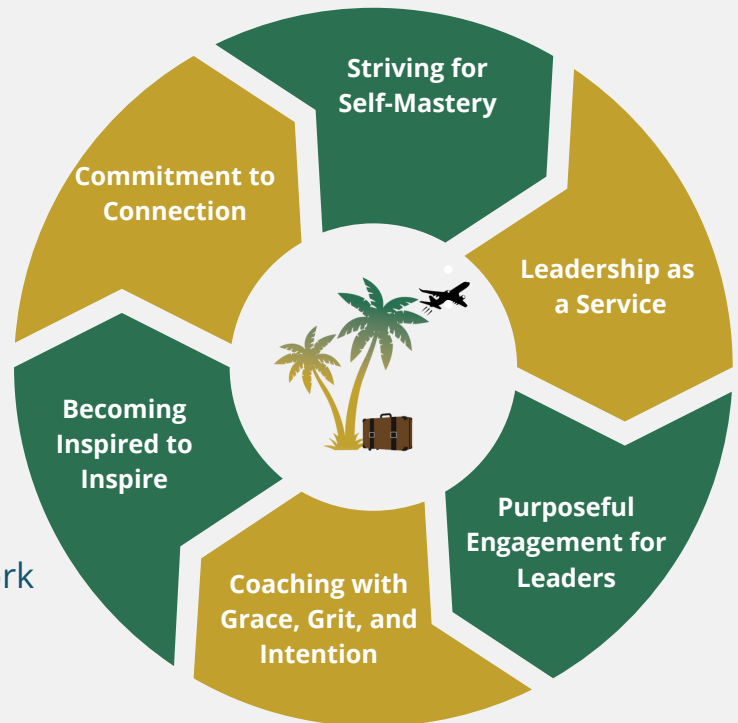 Striving for
Self-Mastery
Leadership as
a Service
Purposeful
Engagement for
Leaders
Coaching with
Grace, Grit, and
Intention
Becoming
Inspired to
Inspire
Commitment to
Connection